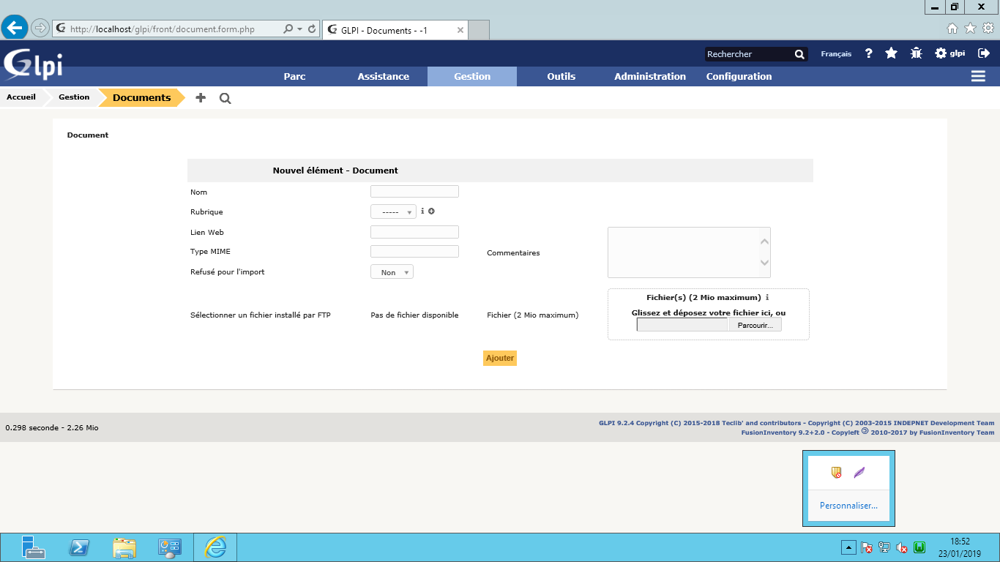 http://localhost/glpi/front/document.form.php
GLPI - Documents - -1
Glpi
Rechercher
Français
?
glpi
Parc
Assistance
Gestion
Outils
Administration
Configuration
Accueil
Gestion
Documents
Document
Nouvel élément - Document
Nom
Rubrique
-----
Lien Web
Type MIME
Commentaires
Refusé pour l'import
Non
Fichier(s) (2 Mio maximum)
Glissez et déposez votre fichier ici, ou
Parcourir...
Sélectionner un fichier installé par FTP
Pas de fichier disponible
Fichier (2 Mio maximum)
Ajouter
0.298 seconde - 2.26 Mio
GLPI 9.2.4 Copyright (C) 2015-2018 Teclib' and contributors - Copyright (C) 2003-2015 INDEPNET Development Team
FusionInventory 9.2+2.0 - Copyleft 🄯 2010-2017 by FusionInventory Team
Personnaliser...
18:52
23/01/2019